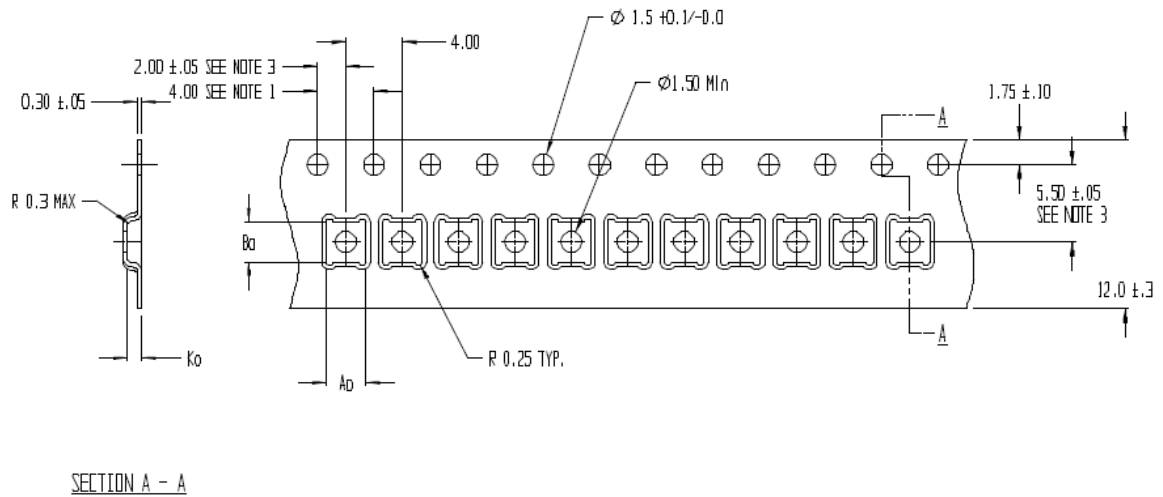 Ø 1.5 +0.1/-0.0
4.00
2.00 ±.05 SEE NOTE 3
4.00 SEE NOTE 1
0.30 ±.05
Ø1.50 MIn
1.75 ±.10
A
R 0.3 MAX
Bo
5.50 ±.05
SEE NOTE 3
12.0 ±.3
Ko
Ao
R 0.25 TYP.
A
SECTION A - A